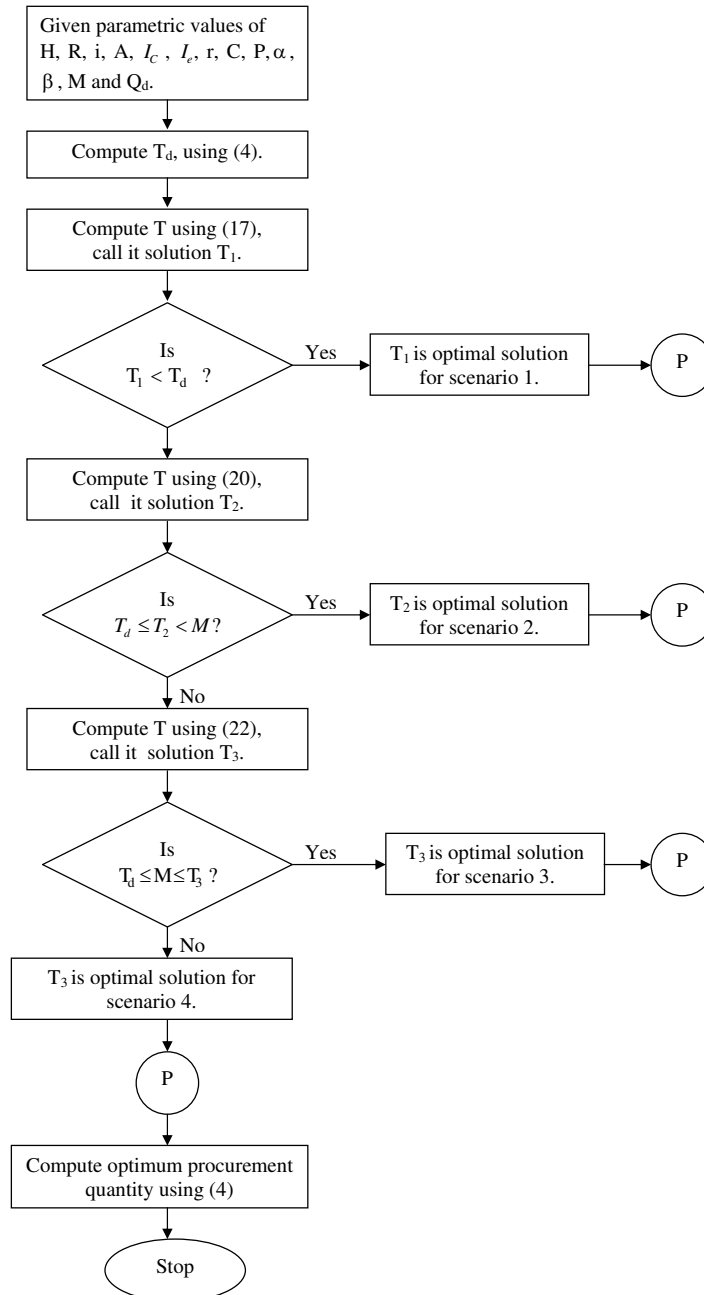 Given parametric values of
H, R, i, A, I_C , I_e, r, C, P, α ,
β , M and Q_d.
Compute T_d, using (4).
Compute T using (17),
call it solution T_1.
Is
T_1 < T_d ?
Yes
T_1 is optimal solution
for scenario 1.
P
Compute T using (20),
call it solution T_2.
Is
T_d ≤ T_2 < M ?
Yes
T_2 is optimal solution
for scenario 2.
P
No
Compute T using (22),
call it solution T_3.
Is
T_d ≤ M ≤ T_3 ?
Yes
T_3 is optimal solution
for scenario 3.
P
No
T_3 is optimal solution for
scenario 4.
P
Compute optimum procurement
quantity using (4)
Stop